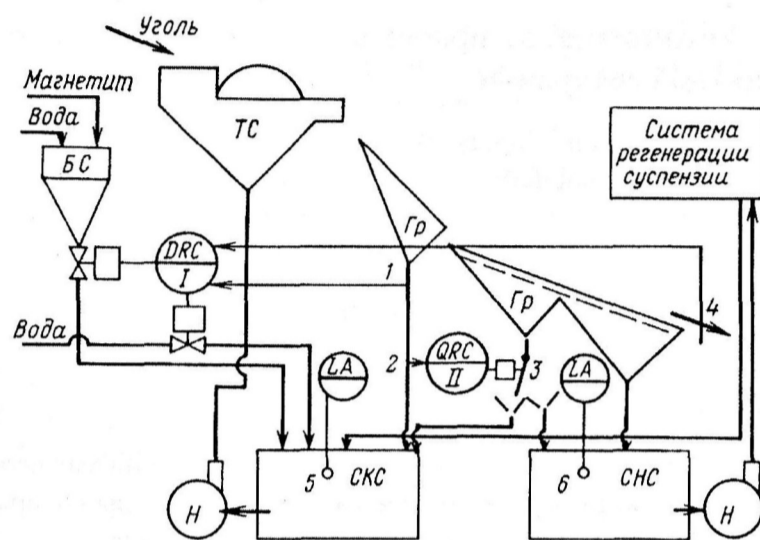 Уголь
Магнетит
Вода
БС
ТС
Система
регенерации
суспензии
Гр
Гр
DRC
I
1
4
Вода
2
QRC
II
3
LA
LA
5
СКС
6
СНС
Н
Н